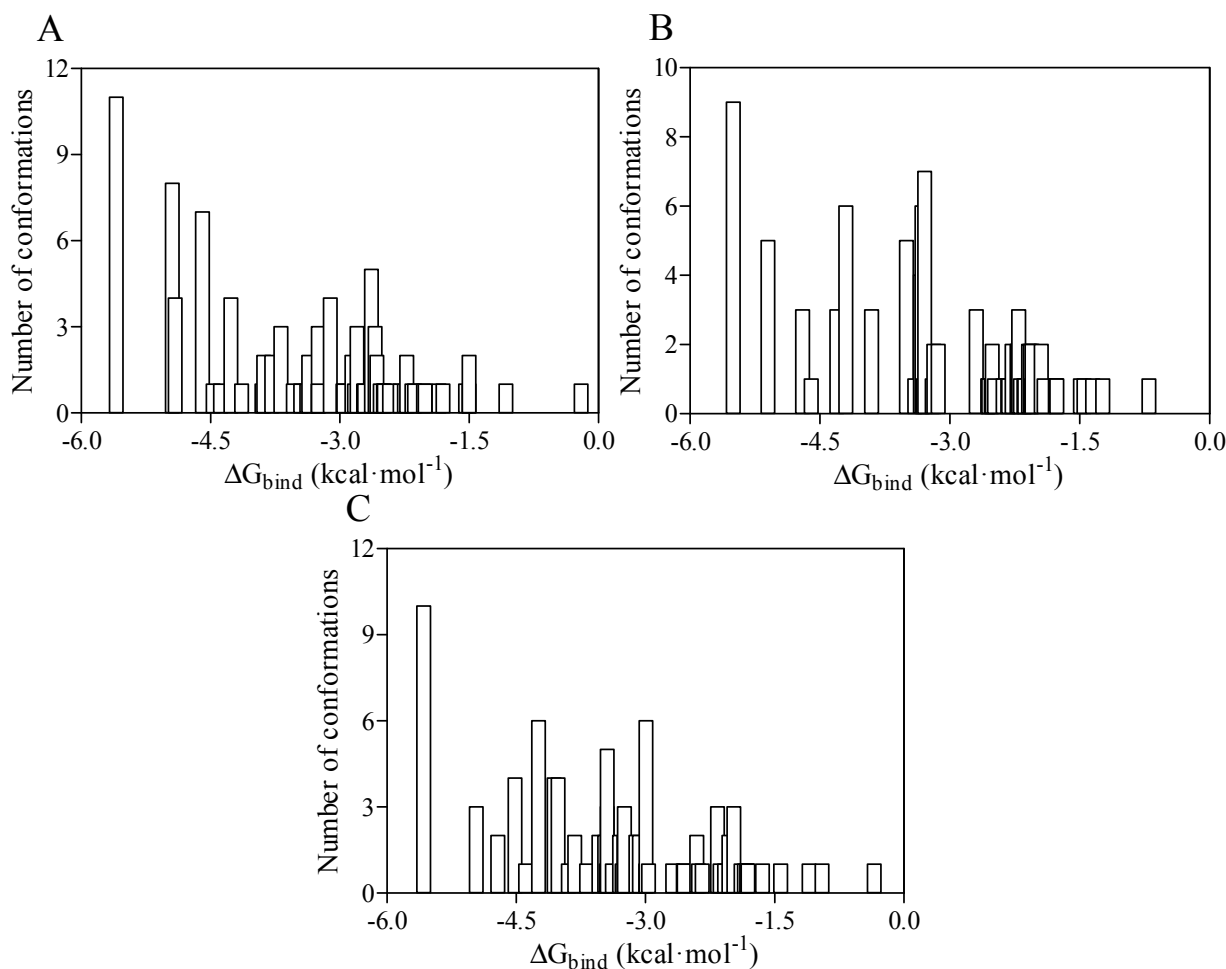 A
Number of conformations
12
9
6
3
0
-6.0 -4.5 -3.0 -1.5 0.0
ΔG_bind (kcal·mol⁻¹)
B
Number of conformations
10
8
6
4
2
0
-6.0 -4.5 -3.0 -1.5 0.0
ΔG_bind (kcal·mol⁻¹)
C
Number of conformations
12
9
6
3
0
-6.0 -4.5 -3.0 -1.5 0.0
ΔG_bind (kcal·mol⁻¹)